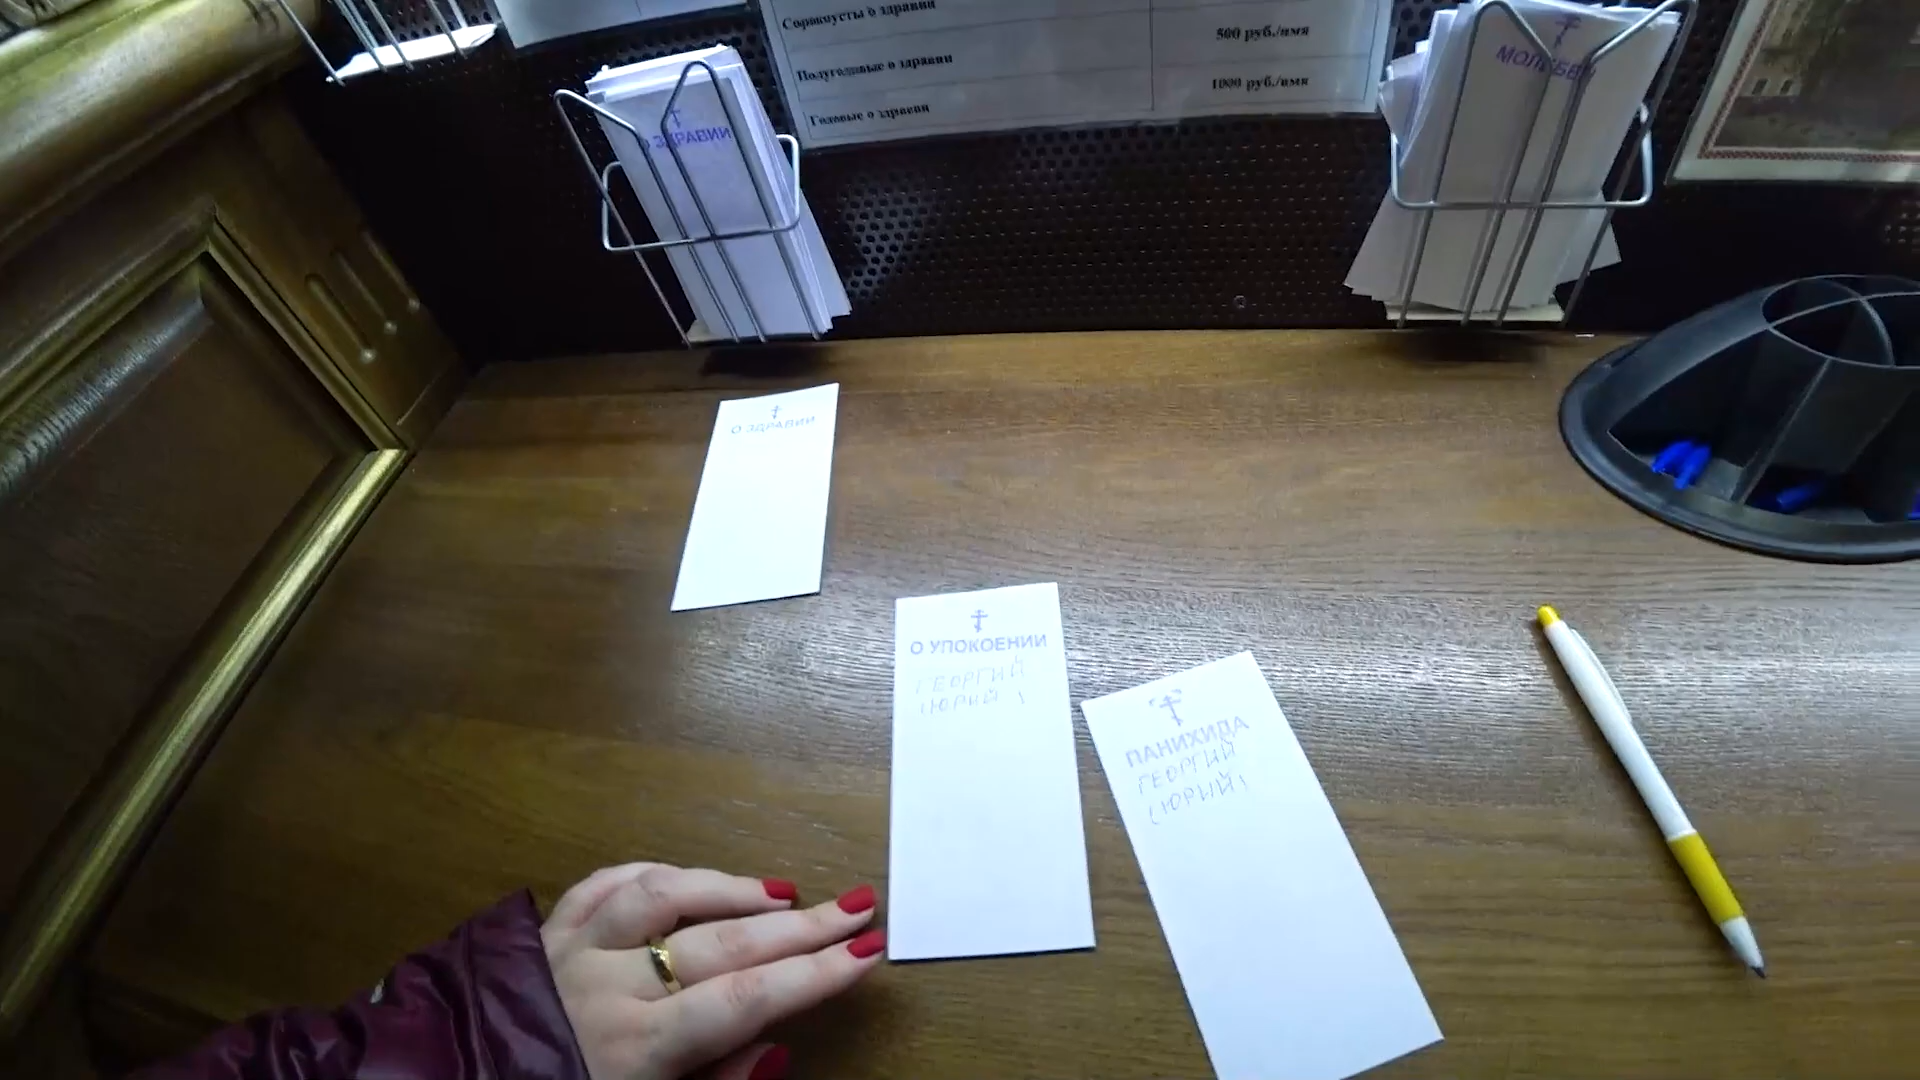 Сорокоусты о здравии
500 руб./имя
Полугодовые о здравии
1000 руб./имя
Годовые о здравии
О ЗДРАВИИ
МОЛЕБЕН
О ЗДРАВИИ
О УПОКОЕНИИ
ГЕОРГИЙ
(ЮРИЙ)
ПАНИХИДА
ГЕОРГИЙ
(ЮРИЙ)